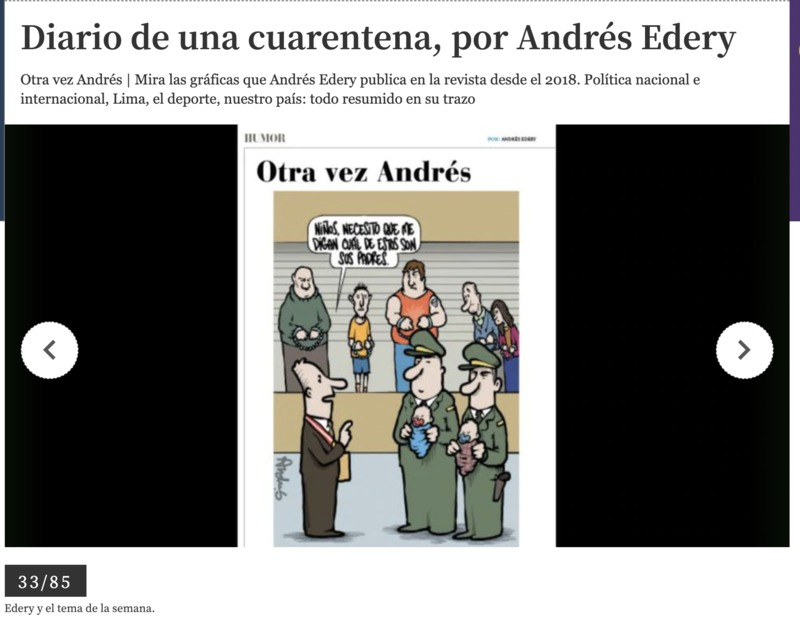 Diario de una cuarentena, por Andrés Edery
Otra vez Andrés | Mira las gráficas que Andrés Edery publica en la revista desde el 2018. Política nacional e
internacional, Lima, el deporte, nuestro país: todo resumido en su trazo
HUMOR
POR: ANDRÉS EDERY
Otra vez Andrés
NIÑOS, NECESITO QUE ME
DIGAN CUÁL DE ESTOS SON
SUS PADRES.
Andrés
33/85
Edery y el tema de la semana.